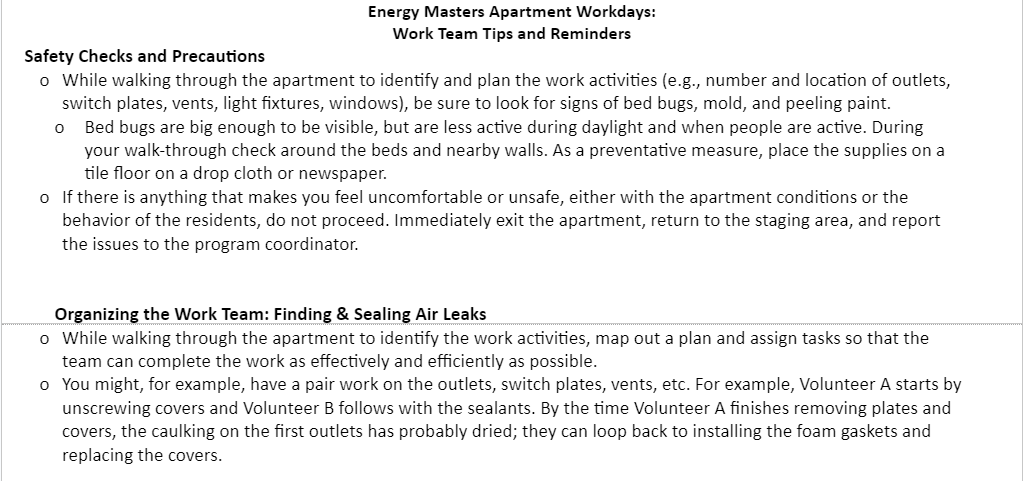 Energy Masters Apartment Workdays:
Work Team Tips and Reminders
Safety Checks and Precautions
o While walking through the apartment to identify and plan the work activities (e.g., number and location of outlets,
switch plates, vents, light fixtures, windows), be sure to look for signs of bed bugs, mold, and peeling paint.
o Bed bugs are big enough to be visible, but are less active during daylight and when people are active. During
your walk-through check around the beds and nearby walls. As a preventative measure, place the supplies on a
tile floor on a drop cloth or newspaper.
o If there is anything that makes you feel uncomfortable or unsafe, either with the apartment conditions or the
behavior of the residents, do not proceed. Immediately exit the apartment, return to the staging area, and report
the issues to the program coordinator.
Organizing the Work Team: Finding & Sealing Air Leaks
o While walking through the apartment to identify the work activities, map out a plan and assign tasks so that the
team can complete the work as effectively and efficiently as possible.
o You might, for example, have a pair work on the outlets, switch plates, vents, etc. For example, Volunteer A starts by
unscrewing covers and Volunteer B follows with the sealants. By the time Volunteer A finishes removing plates and
covers, the caulking on the first outlets has probably dried; they can loop back to installing the foam gaskets and
replacing the covers.